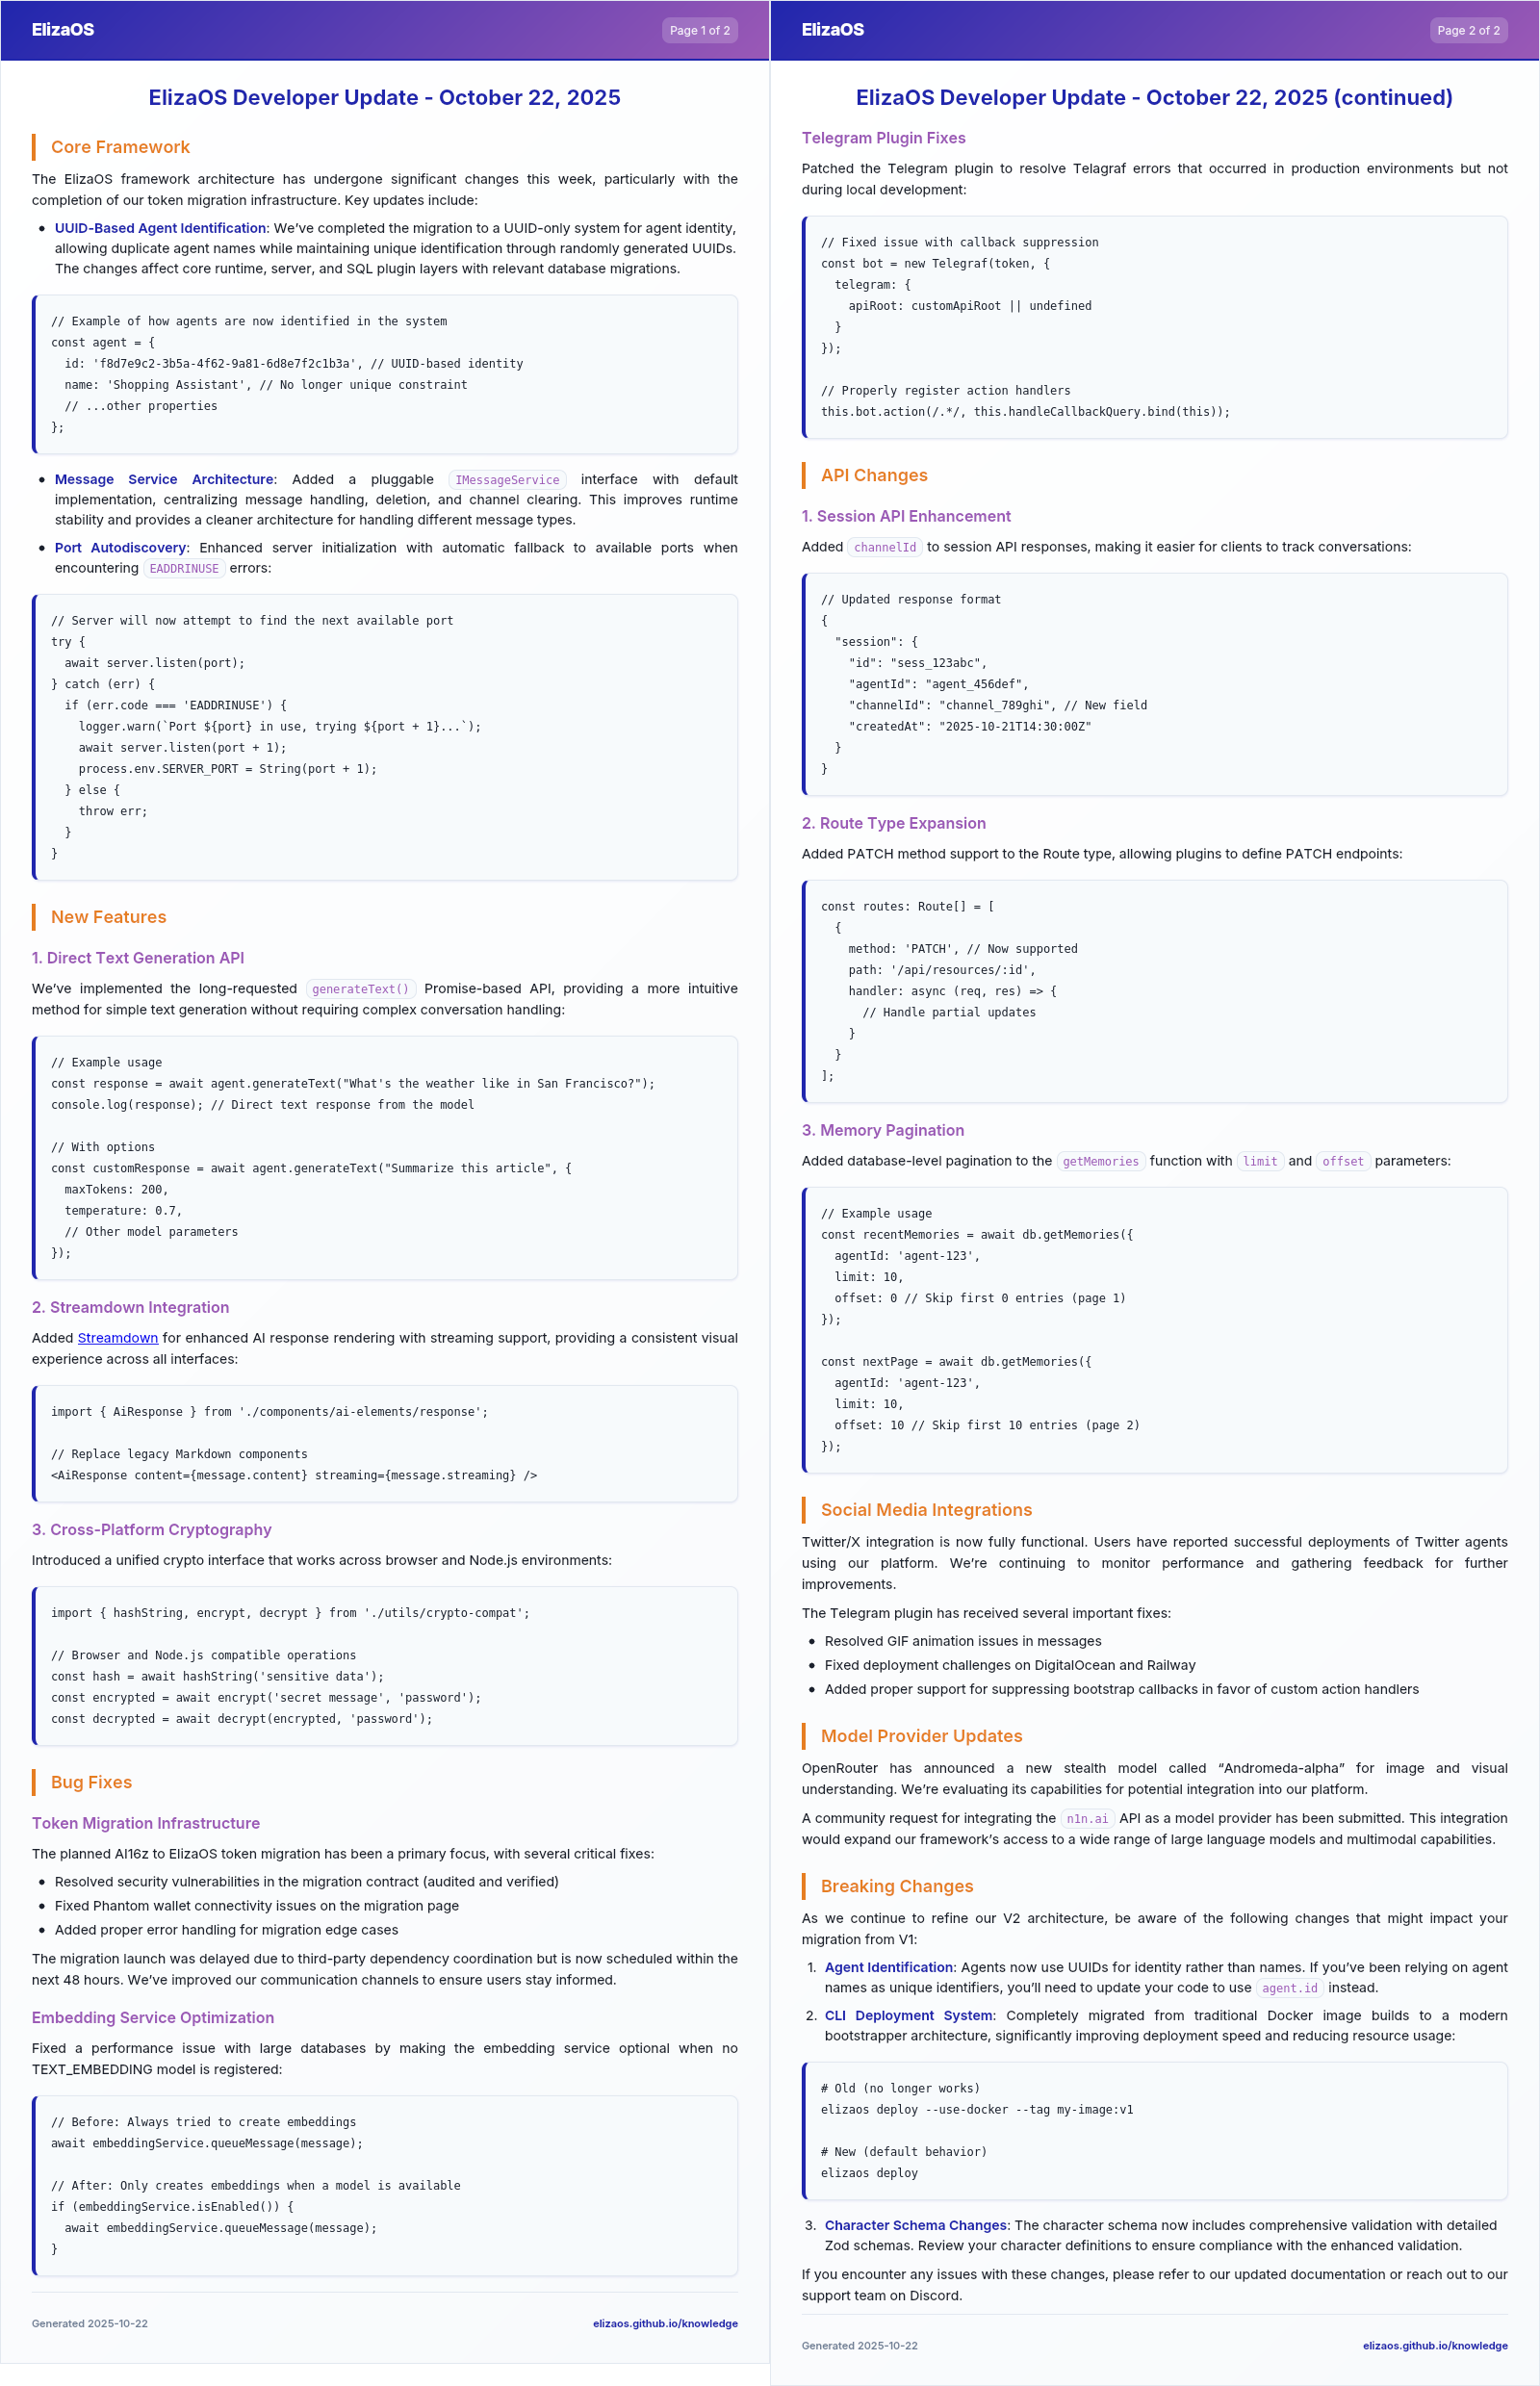 ElizaOS
Page 1 of 2
ElizaOS Developer Update - October 22, 2025
Core Framework
The ElizaOS framework architecture has undergone significant changes this week, particularly with the
completion of our token migration infrastructure. Key updates include:
• UUID-Based Agent Identification: We’ve completed the migration to a UUID-only system for agent identity,
allowing duplicate agent names while maintaining unique identification through randomly generated UUIDs.
The changes affect core runtime, server, and SQL plugin layers with relevant database migrations.
// Example of how agents are now identified in the system
const agent = {
  id: 'f8d7e9c2-3b5a-4f62-9a81-6d8e7f2c1b3a', // UUID-based identity
  name: 'Shopping Assistant', // No longer unique constraint
  // ...other properties
};
• Message Service Architecture: Added a pluggable IMessageService interface with default
implementation, centralizing message handling, deletion, and channel clearing. This improves runtime
stability and provides a cleaner architecture for handling different message types.
• Port Autodiscovery: Enhanced server initialization with automatic fallback to available ports when
encountering EADDRINUSE errors:
// Server will now attempt to find the next available port
try {
  await server.listen(port);
} catch (err) {
  if (err.code === 'EADDRINUSE') {
    logger.warn(`Port ${port} in use, trying ${port + 1}...`);
    await server.listen(port + 1);
    process.env.SERVER_PORT = String(port + 1);
  } else {
    throw err;
  }
}
New Features
1. Direct Text Generation API
We’ve implemented the long-requested generateText() Promise-based API, providing a more intuitive
method for simple text generation without requiring complex conversation handling:
// Example usage
const response = await agent.generateText("What's the weather like in San Francisco?");
console.log(response); // Direct text response from the model
// With options
const customResponse = await agent.generateText("Summarize this article", {
  maxTokens: 200,
  temperature: 0.7,
  // Other model parameters
});
2. Streamdown Integration
Added Streamdown for enhanced AI response rendering with streaming support, providing a consistent visual
experience across all interfaces:
import { AiResponse } from './components/ai-elements/response';
// Replace legacy Markdown components
<AiResponse content={message.content} streaming={message.streaming} />
3. Cross-Platform Cryptography
Introduced a unified crypto interface that works across browser and Node.js environments:
import { hashString, encrypt, decrypt } from './utils/crypto-compat';
// Browser and Node.js compatible operations
const hash = await hashString('sensitive data');
const encrypted = await encrypt('secret message', 'password');
const decrypted = await decrypt(encrypted, 'password');
Bug Fixes
Token Migration Infrastructure
The planned AI16z to ElizaOS token migration has been a primary focus, with several critical fixes:
• Resolved security vulnerabilities in the migration contract (audited and verified)
• Fixed Phantom wallet connectivity issues on the migration page
• Added proper error handling for migration edge cases
The migration launch was delayed due to third-party dependency coordination but is now scheduled within the
next 48 hours. We’ve improved our communication channels to ensure users stay informed.
Embedding Service Optimization
Fixed a performance issue with large databases by making the embedding service optional when no
TEXT_EMBEDDING model is registered:
// Before: Always tried to create embeddings
await embeddingService.queueMessage(message);
// After: Only creates embeddings when a model is available
if (embeddingService.isEnabled()) {
  await embeddingService.queueMessage(message);
}
Generated 2025-10-22
elizaos.github.io/knowledge
ElizaOS
Page 2 of 2
ElizaOS Developer Update - October 22, 2025 (continued)
Telegram Plugin Fixes
Patched the Telegram plugin to resolve Telagraf errors that occurred in production environments but not
during local development:
// Fixed issue with callback suppression
const bot = new Telegraf(token, {
  telegram: {
    apiRoot: customApiRoot || undefined
  }
});
// Properly register action handlers
this.bot.action(/.*/, this.handleCallbackQuery.bind(this));
API Changes
1. Session API Enhancement
Added channelId to session API responses, making it easier for clients to track conversations:
// Updated response format
{
  "session": {
    "id": "sess_123abc",
    "agentId": "agent_456def",
    "channelId": "channel_789ghi", // New field
    "createdAt": "2025-10-21T14:30:00Z"
  }
}
2. Route Type Expansion
Added PATCH method support to the Route type, allowing plugins to define PATCH endpoints:
const routes: Route[] = [
  {
    method: 'PATCH', // Now supported
    path: '/api/resources/:id',
    handler: async (req, res) => {
      // Handle partial updates
    }
  }
];
3. Memory Pagination
Added database-level pagination to the getMemories function with limit and offset parameters:
// Example usage
const recentMemories = await db.getMemories({
  agentId: 'agent-123',
  limit: 10,
  offset: 0 // Skip first 0 entries (page 1)
});
const nextPage = await db.getMemories({
  agentId: 'agent-123',
  limit: 10,
  offset: 10 // Skip first 10 entries (page 2)
});
Social Media Integrations
Twitter/X integration is now fully functional. Users have reported successful deployments of Twitter agents
using our platform. We’re continuing to monitor performance and gathering feedback for further
improvements.
The Telegram plugin has received several important fixes:
• Resolved GIF animation issues in messages
• Fixed deployment challenges on DigitalOcean and Railway
• Added proper support for suppressing bootstrap callbacks in favor of custom action handlers
Model Provider Updates
OpenRouter has announced a new stealth model called “Andromeda-alpha” for image and visual
understanding. We’re evaluating its capabilities for potential integration into our platform.
A community request for integrating the n1n.ai API as a model provider has been submitted. This integration
would expand our framework’s access to a wide range of large language models and multimodal capabilities.
Breaking Changes
As we continue to refine our V2 architecture, be aware of the following changes that might impact your
migration from V1:
1. Agent Identification: Agents now use UUIDs for identity rather than names. If you’ve been relying on agent
names as unique identifiers, you’ll need to update your code to use agent.id instead.
2. CLI Deployment System: Completely migrated from traditional Docker image builds to a modern
bootstrapper architecture, significantly improving deployment speed and reducing resource usage:
# Old (no longer works)
elizaos deploy --use-docker --tag my-image:v1
# New (default behavior)
elizaos deploy
3. Character Schema Changes: The character schema now includes comprehensive validation with detailed
Zod schemas. Review your character definitions to ensure compliance with the enhanced validation.
If you encounter any issues with these changes, please refer to our updated documentation or reach out to our
support team on Discord.
Generated 2025-10-22
elizaos.github.io/knowledge